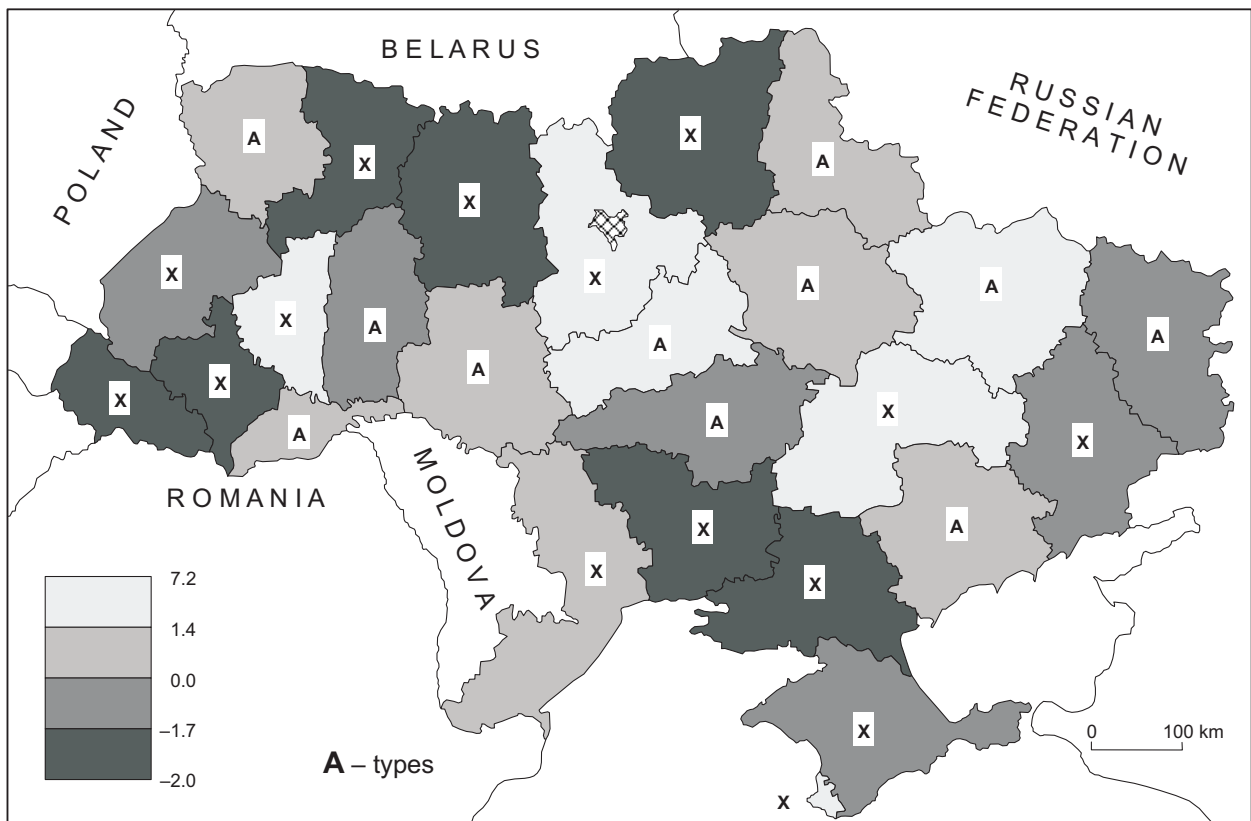 BELARUS
RUSSIAN
FEDERATION
POLAND
A
X
X
X
A
X
X
A
A
X
X
A
A
A
X
X
A
X
A
A
X
X
A
X
X
X
A
X
X
ROMANIA
MOLDOVA
7.2
1.4
0.0
–1.7
–2.0
A – types
0 100 km